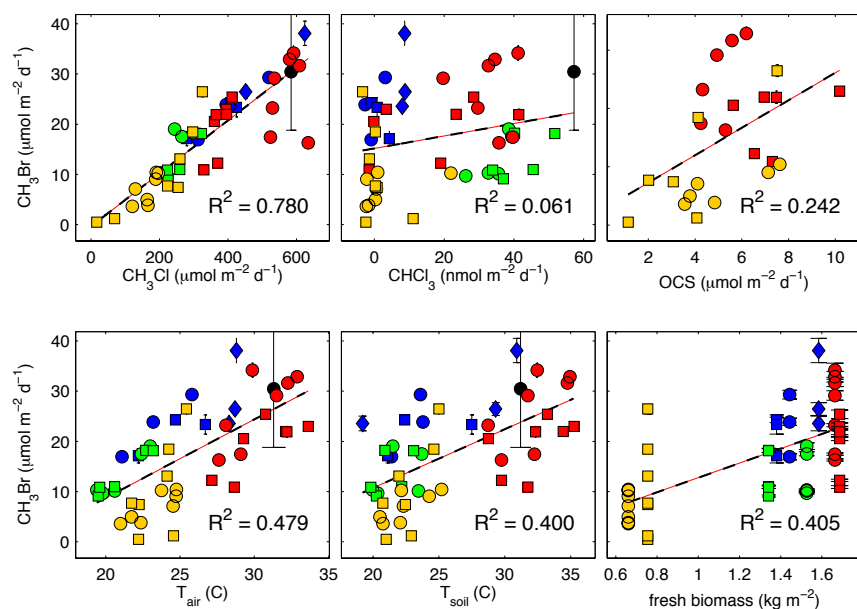 40
30
20
10
0
CH₃Br (μmol m⁻² d⁻¹)
R² = 0.780
0 200 400 600
CH₃Cl (μmol m⁻² d⁻¹)
R² = 0.061
0 20 40 60
CHCl₃ (nmol m⁻² d⁻¹)
R² = 0.242
2 4 6 8 10
OCS (μmol m⁻² d⁻¹)
40
30
20
10
0
CH₃Br (μmol m⁻² d⁻¹)
R² = 0.479
20 25 30 35
T air (C)
R² = 0.400
20 25 30 35
T soil (C)
R² = 0.405
0.6 0.8 1 1.2 1.4 1.6 1.8
fresh biomass (kg m⁻²)